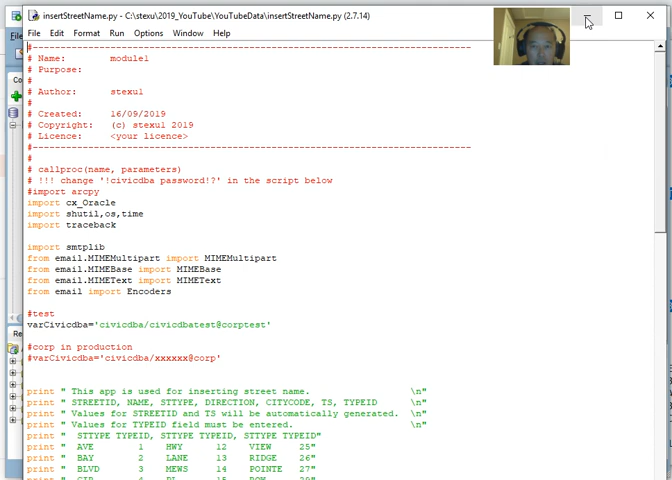 insertStreetName.py - C:\stexu\2019_YouTube\YouTubeData\insertStreetName.py (2.7.14)
File Edit Format Run Options Window Help
#-------------------------------------------------------------------------------
# Name:        module1
# Purpose:
#
# Author:      stexu1
#
# Created:     16/09/2019
# Copyright:   (c) stexu1 2019
# Licence:     <your licence>
#-------------------------------------------------------------------------------
#
# callproc(name, parameters)
# !!! change '!civicdba password!?' in the script below
#import arcpy
import cx_Oracle
import shutil,os,time
import traceback
import smtplib
from email.MIMEMultipart import MIMEMultipart
from email.MIMEBase import MIMEBase
from email.MIMEText import MIMEText
from email import Encoders
#test
varCivicdba='civicdba/civicdbatest@corptest'
#corp in production
#varCivicdba='civicdba/xxxxxx@corp'
print " This app is used for inserting street name. \n"
print " STREETID, NAME, STTYPE, DIRECTION, CITYCODE, TS, TYPEID
print " Values for STREETID and TS will be automatically generated. \n"
print " Values for TYPEID field must be entered. \n"
print " STTYPE TYPEID, STTYPE TYPEID, STTYPE TYPEID"
print " AVE 1 HWY 12 VIEW 25"
print " BAY 2 LANE 13 RIDGE 26"
print " BLVD 3 MEWS 14 POINTE 27"